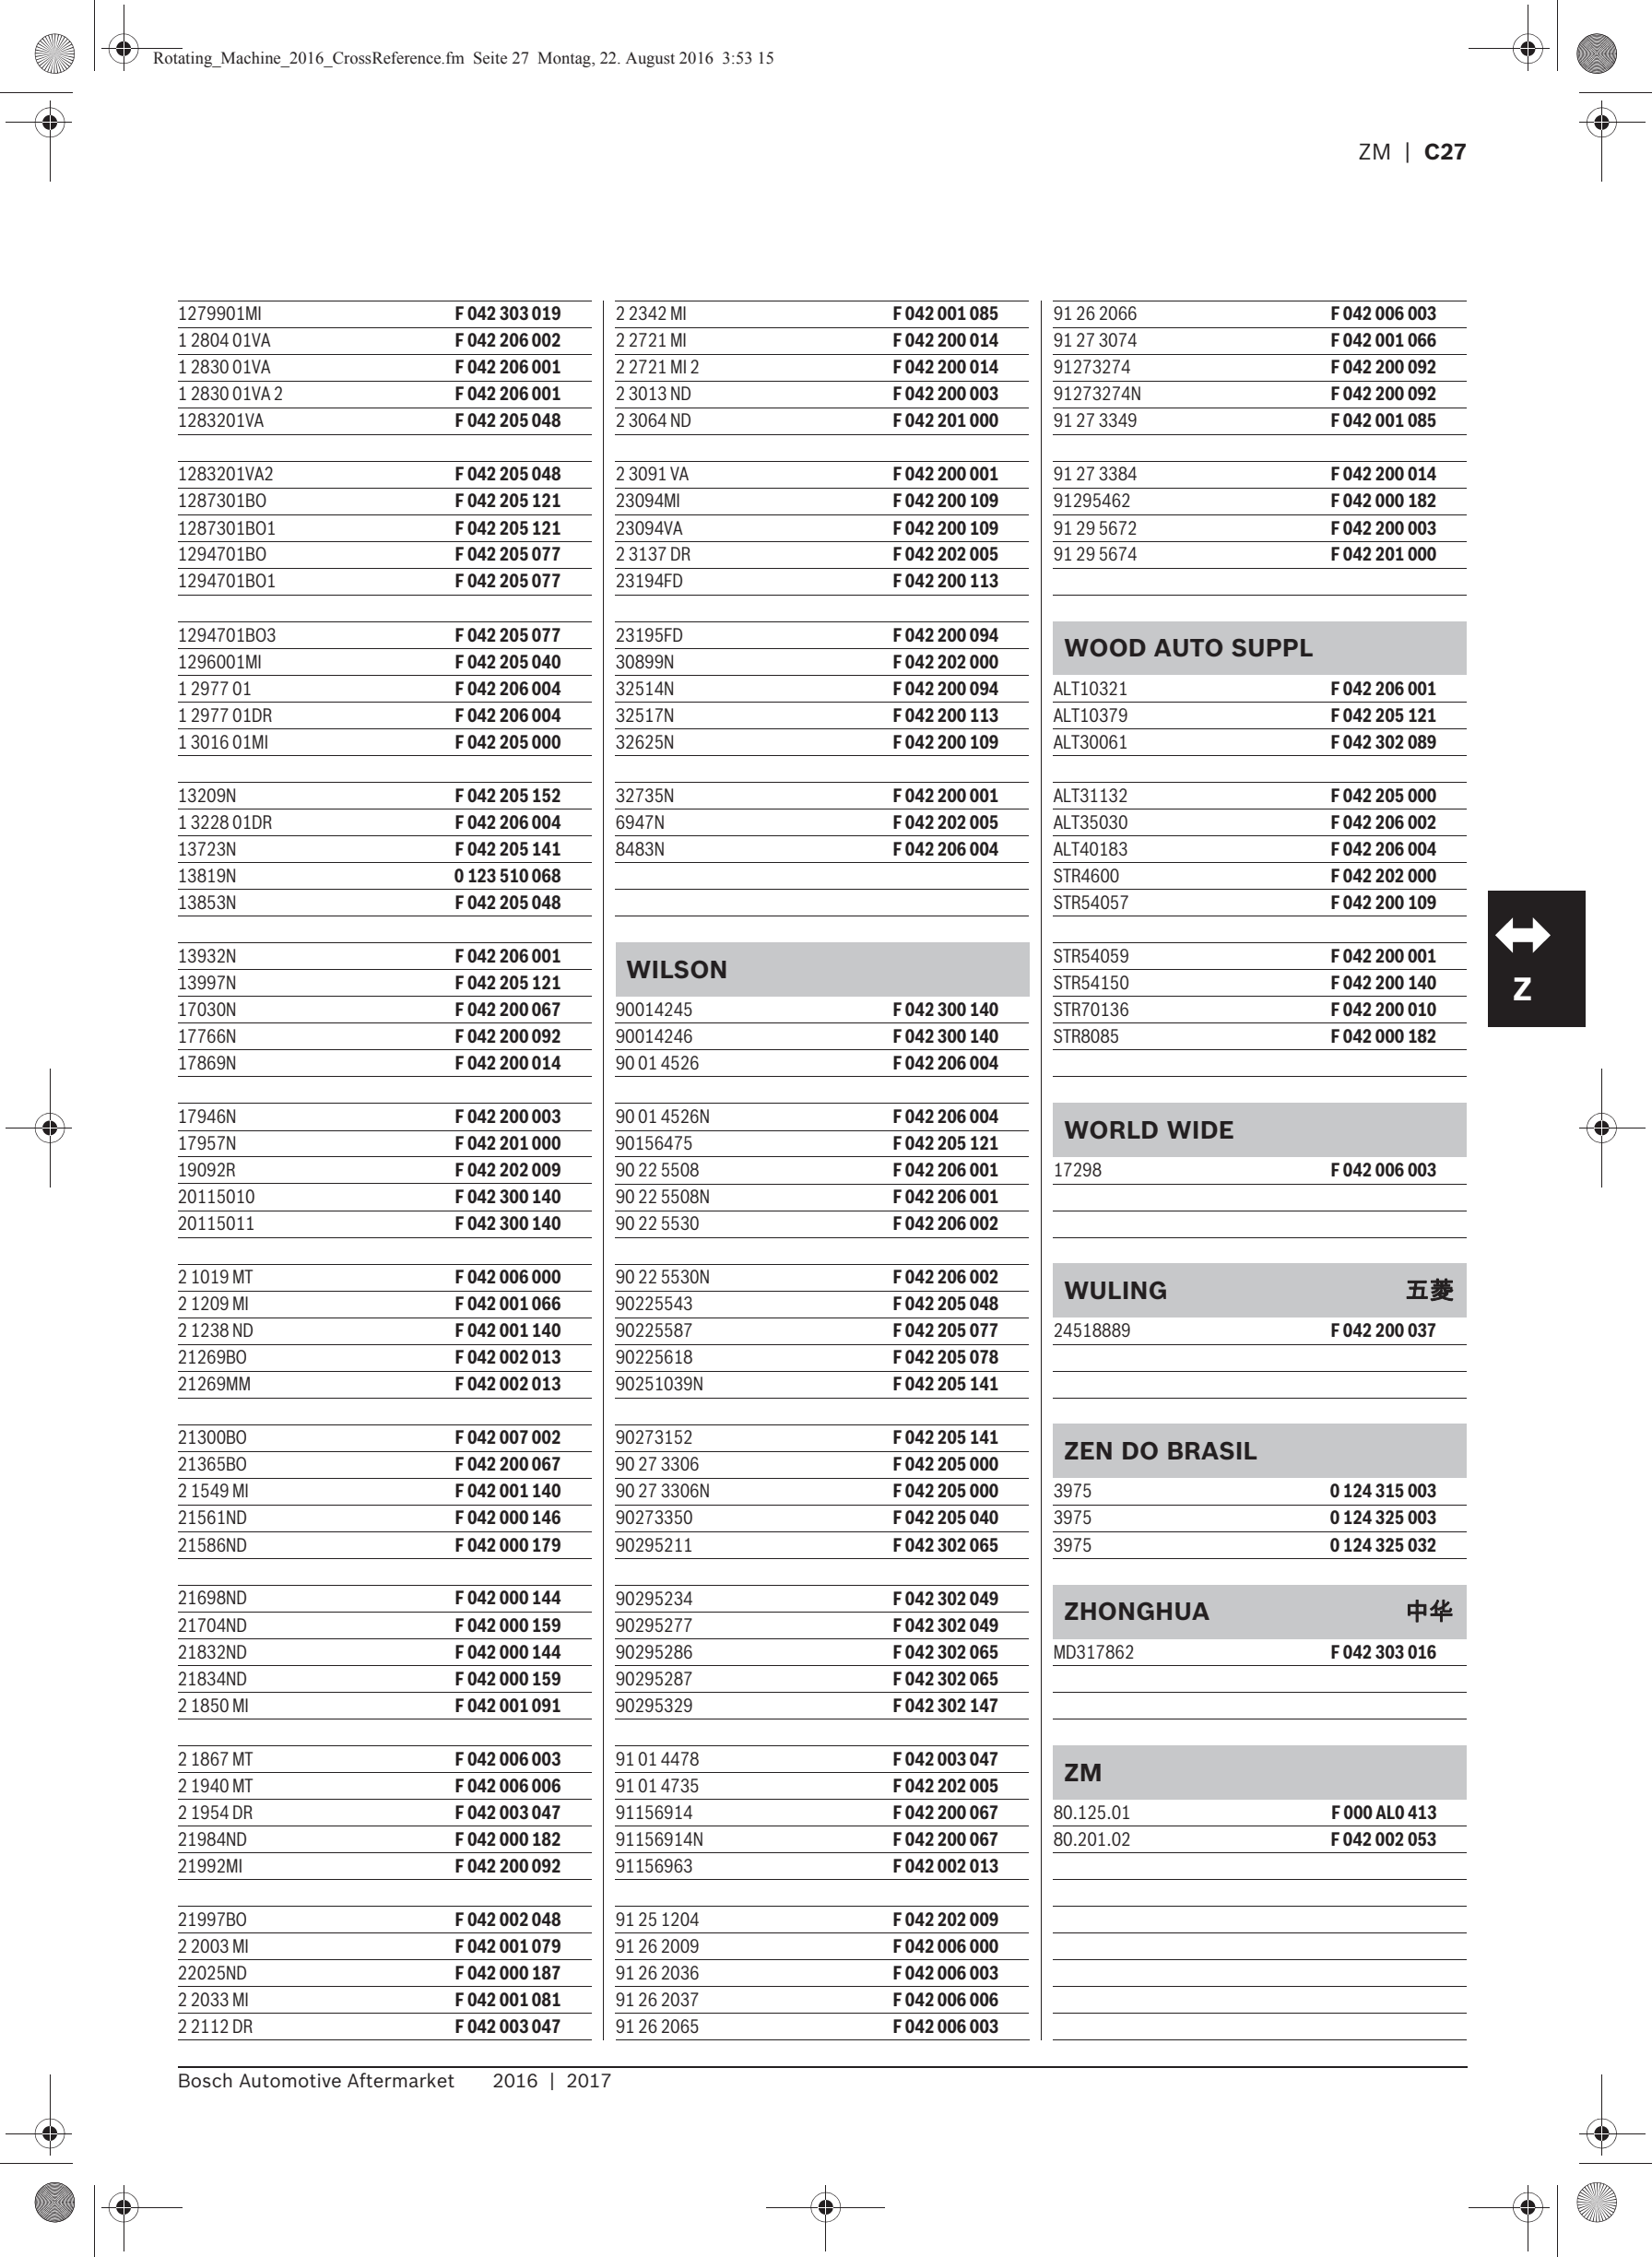 Rotating_Machine_2016_CrossReference.fm Seite 27 Montag, 22. August 2016 3:53 15
ZM | C27
1279901MI F 042 303 019
1 2804 01VA F 042 206 002
1 2830 01VA F 042 206 001
1 2830 01VA 2 F 042 206 001
1283201VA F 042 205 048
1283201VA2 F 042 205 048
1287301BO F 042 205 121
1287301BO1 F 042 205 121
1294701BO F 042 205 077
1294701BO1 F 042 205 077
1294701BO3 F 042 205 077
1296001MI F 042 205 040
1 2977 01 F 042 206 004
1 2977 01DR F 042 206 004
1 3016 01MI F 042 205 000
13209N F 042 205 152
1 3228 01DR F 042 206 004
13723N F 042 205 141
13819N 0 123 510 068
13853N F 042 205 048
13932N F 042 206 001
13997N F 042 205 121
17030N F 042 200 067
17766N F 042 200 092
17869N F 042 200 014
17946N F 042 200 003
17957N F 042 201 000
19092R F 042 202 009
20115010 F 042 300 140
20115011 F 042 300 140
2 1019 MT F 042 006 000
2 1209 MI F 042 001 066
2 1238 ND F 042 001 140
21269BO F 042 002 013
21269MM F 042 002 013
21300BO F 042 007 002
21365BO F 042 200 067
2 1549 MI F 042 001 140
21561ND F 042 000 146
21586ND F 042 000 179
21698ND F 042 000 144
21704ND F 042 000 159
21832ND F 042 000 144
21834ND F 042 000 159
2 1850 MI F 042 001 091
2 1867 MT F 042 006 003
2 1940 MT F 042 006 006
2 1954 DR F 042 003 047
21984ND F 042 000 182
21992MI F 042 200 092
21997BO F 042 002 048
2 2003 MI F 042 001 079
22025ND F 042 000 187
2 2033 MI F 042 001 081
2 2112 DR F 042 003 047
2 2342 MI F 042 001 085
2 2721 MI F 042 200 014
2 2721 MI 2 F 042 200 014
2 3013 ND F 042 200 003
2 3064 ND F 042 201 000
2 3091 VA F 042 200 001
23094MI F 042 200 109
23094VA F 042 200 109
2 3137 DR F 042 202 005
23194FD F 042 200 113
23195FD F 042 200 094
30899N F 042 202 000
32514N F 042 200 094
32517N F 042 200 113
32625N F 042 200 109
32735N F 042 200 001
6947N F 042 202 005
8483N F 042 206 004
WILSON
90014245 F 042 300 140
90014246 F 042 300 140
90 01 4526 F 042 206 004
90 01 4526N F 042 206 004
90156475 F 042 205 121
90 22 5508 F 042 206 001
90 22 5508N F 042 206 001
90 22 5530 F 042 206 002
90 22 5530N F 042 206 002
90225543 F 042 205 048
90225587 F 042 205 077
90225618 F 042 205 078
90251039N F 042 205 141
90273152 F 042 205 141
90 27 3306 F 042 205 000
90 27 3306N F 042 205 000
90273350 F 042 205 040
90295211 F 042 302 065
90295234 F 042 302 049
90295277 F 042 302 049
90295286 F 042 302 065
90295287 F 042 302 065
90295329 F 042 302 147
91 01 4478 F 042 003 047
91 01 4735 F 042 202 005
91156914 F 042 200 067
91156914N F 042 200 067
91156963 F 042 002 013
91 25 1204 F 042 202 009
91 26 2009 F 042 006 000
91 26 2036 F 042 006 003
91 26 2037 F 042 006 006
91 26 2065 F 042 006 003
91 26 2066 F 042 006 003
91 27 3074 F 042 001 066
91273274 F 042 200 092
91273274N F 042 200 092
91 27 3349 F 042 001 085
91 27 3384 F 042 200 014
91295462 F 042 000 182
91 29 5672 F 042 200 003
91 29 5674 F 042 201 000
WOOD AUTO SUPPL
ALT10321 F 042 206 001
ALT10379 F 042 205 121
ALT30061 F 042 302 089
ALT31132 F 042 205 000
ALT35030 F 042 206 002
ALT40183 F 042 206 004
STR4600 F 042 202 000
STR54057 F 042 200 109
STR54059 F 042 200 001
STR54150 F 042 200 140
STR70136 F 042 200 010
STR8085 F 042 000 182
WORLD WIDE
17298 F 042 006 003
WULING 五菱
24518889 F 042 200 037
ZEN DO BRASIL
3975 0 124 315 003
3975 0 124 325 003
3975 0 124 325 032
ZHONGHUA 中华
MD317862 F 042 303 016
ZM
80.125.01 F 000 AL0 413
80.201.02 F 042 002 053
Z
Bosch Automotive Aftermarket 2016 | 2017